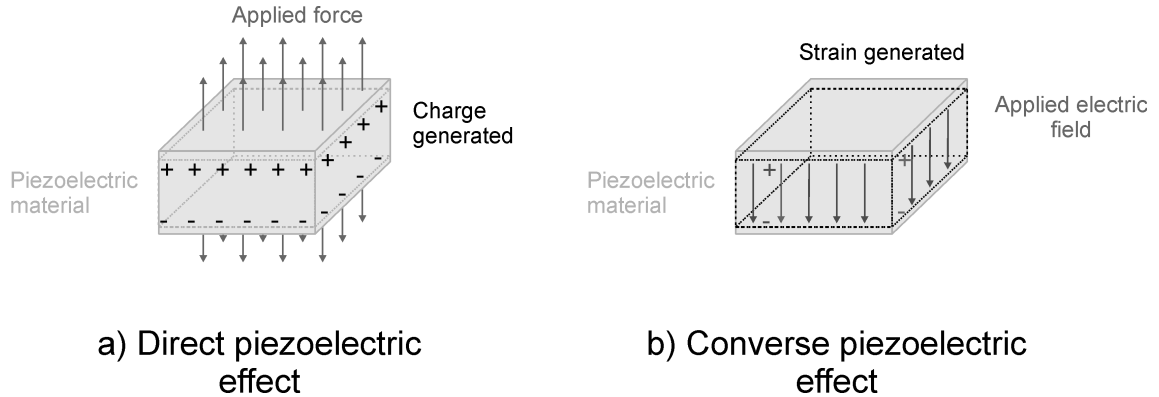 Applied force
Charge
generated
+ + + + + + + + + +
Piezoelectric
material
- - - - - - - - - -
a) Direct piezoelectric
effect
Strain generated
Applied electric
field
+ +
Piezoelectric
material
- -
b) Converse piezoelectric
effect